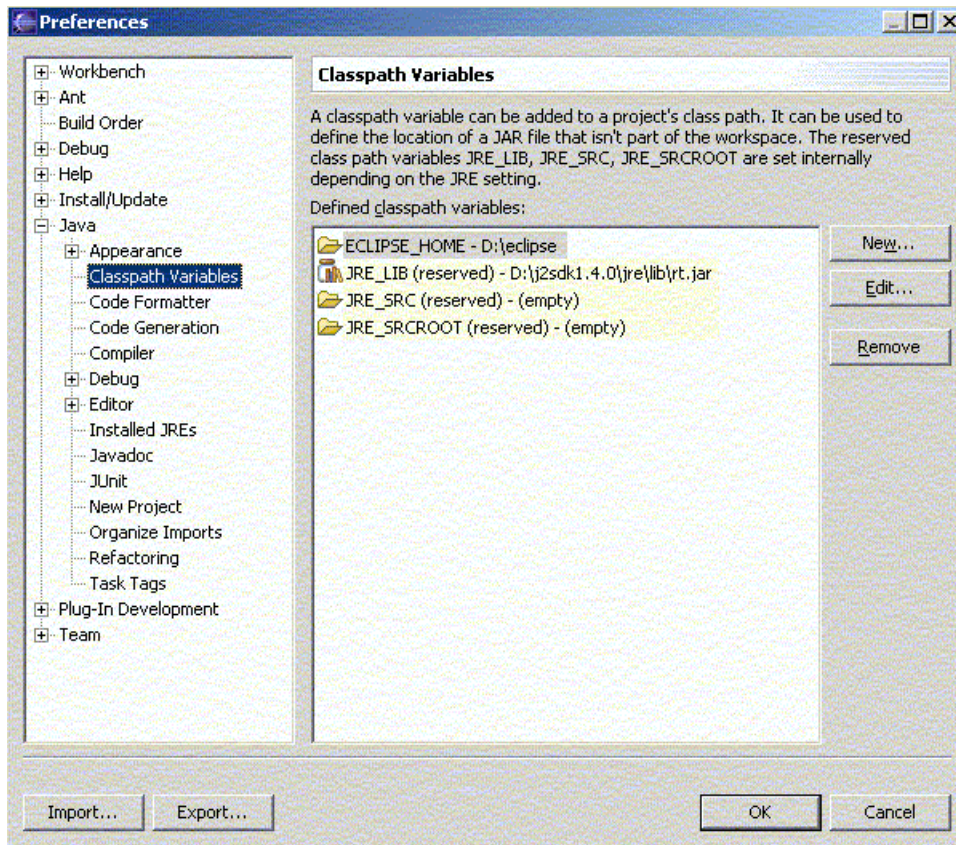 Preferences
Workbench
Ant
Build Order
Debug
Help
Install/Update
Java
Appearance
Classpath Variables
Code Formatter
Code Generation
Compiler
Debug
Editor
Installed JREs
Javadoc
JUnit
New Project
Organize Imports
Refactoring
Task Tags
Plug-In Development
Team
Classpath Variables
A classpath variable can be added to a project's class path. It can be used to
define the location of a JAR file that isn't part of the workspace. The reserved
class path variables JRE_LIB, JRE_SRC, JRE_SRCROOT are set internally
depending on the JRE setting.
Defined classpath variables:
ECLIPSE_HOME - D:\eclipse
JRE_LIB (reserved) - D:\j2sdk1.4.0\jre\lib\rt.jar
JRE_SRC (reserved) - (empty)
JRE_SRCROOT (reserved) - (empty)
New...
Edit...
Remove
Import...
Export...
OK
Cancel